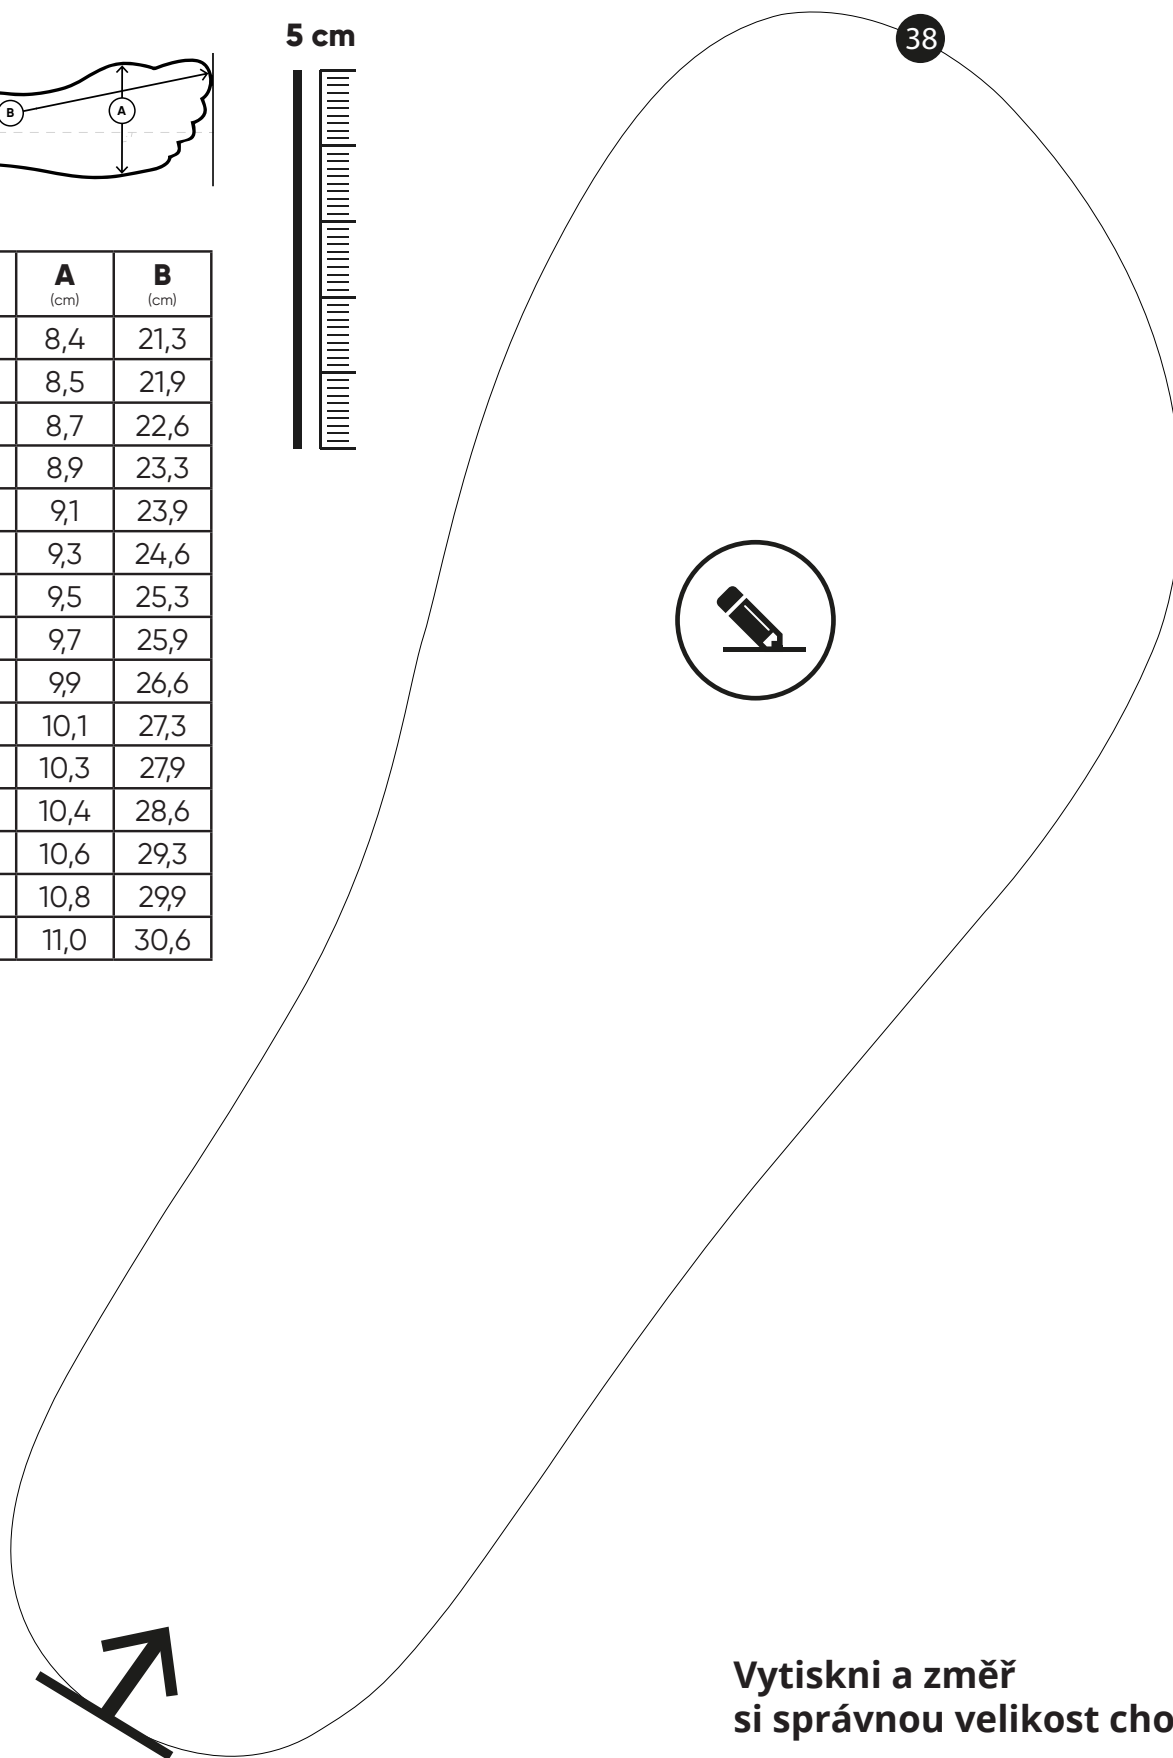 5 cm
38
B
A
A B
(cm) (cm)
8,4 21,3
8,5 21,9
8,7 22,6
8,9 23,3
9,1 23,9
9,3 24,6
9,5 25,3
9,7 25,9
9,9 26,6
10,1 27,3
10,3 27,9
10,4 28,6
10,6 29,3
10,8 29,9
11,0 30,6
Vytiskni a změř
si správnou velikost cho